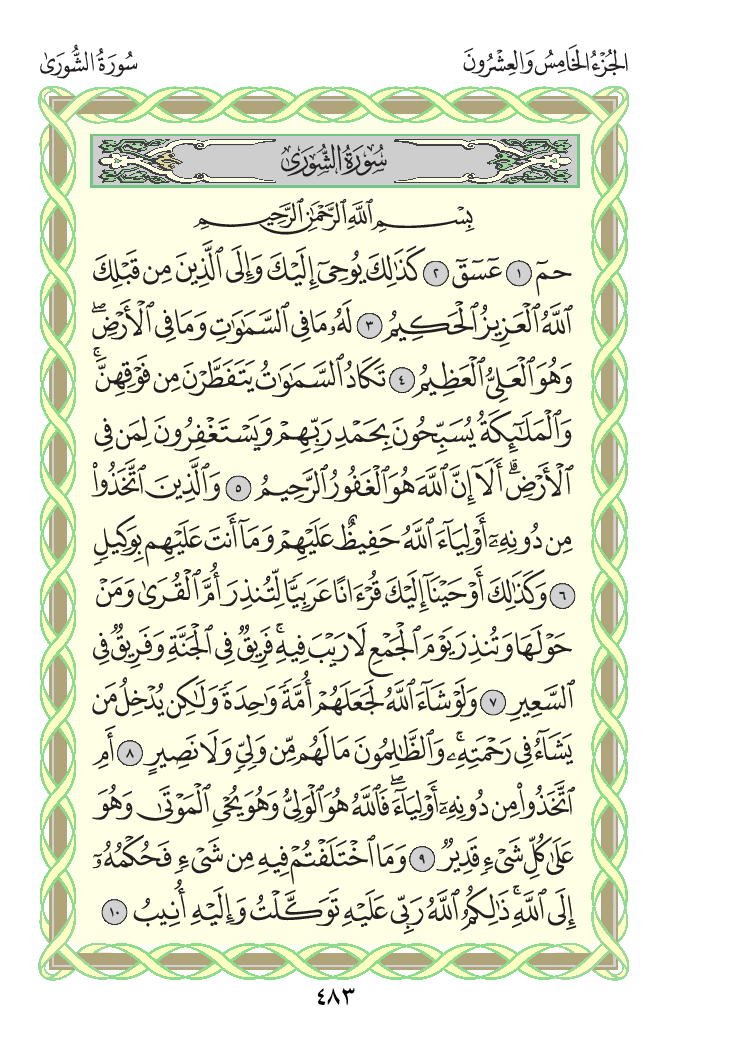 الجُزْءُ الخَامِسُ وَالعِشْرُونَ
سُورَةُ الشُّورَىٰ
سُورَةُ الشُّورَىٰ
بِسْمِ ٱللَّهِ ٱلرَّحْمَٰنِ ٱلرَّحِيمِ
حمٓ ١ عٓسٓقٓ ٢ كَذَٰلِكَ يُوحِىٓ إِلَيْكَ وَإِلَى ٱلَّذِينَ مِن قَبْلِكَ
ٱللَّهُ ٱلْعَزِيزُ ٱلْحَكِيمُ ٣ لَهُۥ مَا فِى ٱلسَّمَٰوَٰتِ وَمَا فِى ٱلْأَرْضِۖ
وَهُوَ ٱلْعَلِىُّ ٱلْعَظِيمُ ٤ تَكَادُ ٱلسَّمَٰوَٰتُ يَتَفَطَّرْنَ مِن فَوْقِهِنَّۚ
وَٱلْمَلَٰٓئِكَةُ يُسَبِّحُونَ بِحَمْدِ رَبِّهِمْ وَيَسْتَغْفِرُونَ لِمَن فِى
ٱلْأَرْضِۗ أَلَآ إِنَّ ٱللَّهَ هُوَ ٱلْغَفُورُ ٱلرَّحِيمُ ٥ وَٱلَّذِينَ ٱتَّخَذُوا۟
مِن دُونِهِۦٓ أَوْلِيَآءَ ٱللَّهُ حَفِيظٌ عَلَيْهِمْ وَمَآ أَنتَ عَلَيْهِم بِوَكِيلٍ
٦ وَكَذَٰلِكَ أَوْحَيْنَآ إِلَيْكَ قُرْءَانًا عَرَبِيًّا لِّتُنذِرَ أُمَّ ٱلْقُرَىٰ وَمَنْ
حَوْلَهَا وَتُنذِرَ يَوْمَ ٱلْجَمْعِ لَا رَيْبَ فِيهِۚ فَرِيقٌ فِى ٱلْجَنَّةِ وَفَرِيقٌ فِى
ٱلسَّعِيرِ ٧ وَلَوْ شَآءَ ٱللَّهُ لَجَعَلَهُمْ أُمَّةً وَٰحِدَةً وَلَٰكِن يُدْخِلُ مَن
يَشَآءُ فِى رَحْمَتِهِۦۚ وَٱلظَّٰلِمُونَ مَا لَهُم مِّن وَلِىٍّ وَلَا نَصِيرٍ ٨ أَمِ
ٱتَّخَذُوا۟ مِن دُونِهِۦٓ أَوْلِيَآءَۖ فَٱللَّهُ هُوَ ٱلْوَلِىُّ وَهُوَ يُحْىِ ٱلْمَوْتَىٰ وَهُوَ
عَلَىٰ كُلِّ شَىْءٍ قَدِيرٌ ٩ وَمَا ٱخْتَلَفْتُمْ فِيهِ مِن شَىْءٍ فَحُكْمُهُۥٓ
إِلَى ٱللَّهِۚ ذَٰلِكُمُ ٱللَّهُ رَبِّى عَلَيْهِ تَوَكَّلْتُ وَإِلَيْهِ أُنِيبُ ١٠
٤٨٣